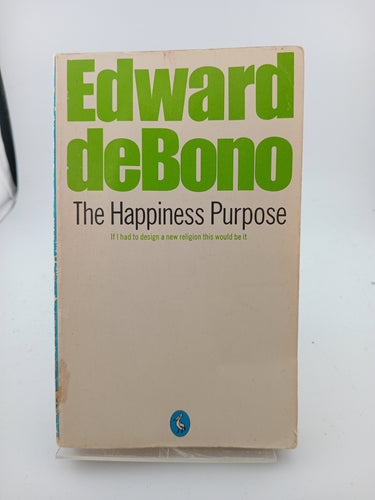 Edward
deBono
The Happiness Purpose
If I had to design a new religion this would be it